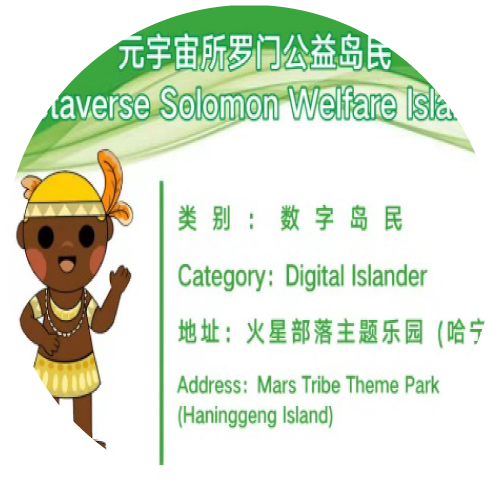 元宇宙所罗门公益岛民
taverse Solomon Welfare Isla
类别：数字岛民
Category: Digital Islander
地址：火星部落主题乐园（哈宁
Address: Mars Tribe Theme Park
(Haninggeng Island)